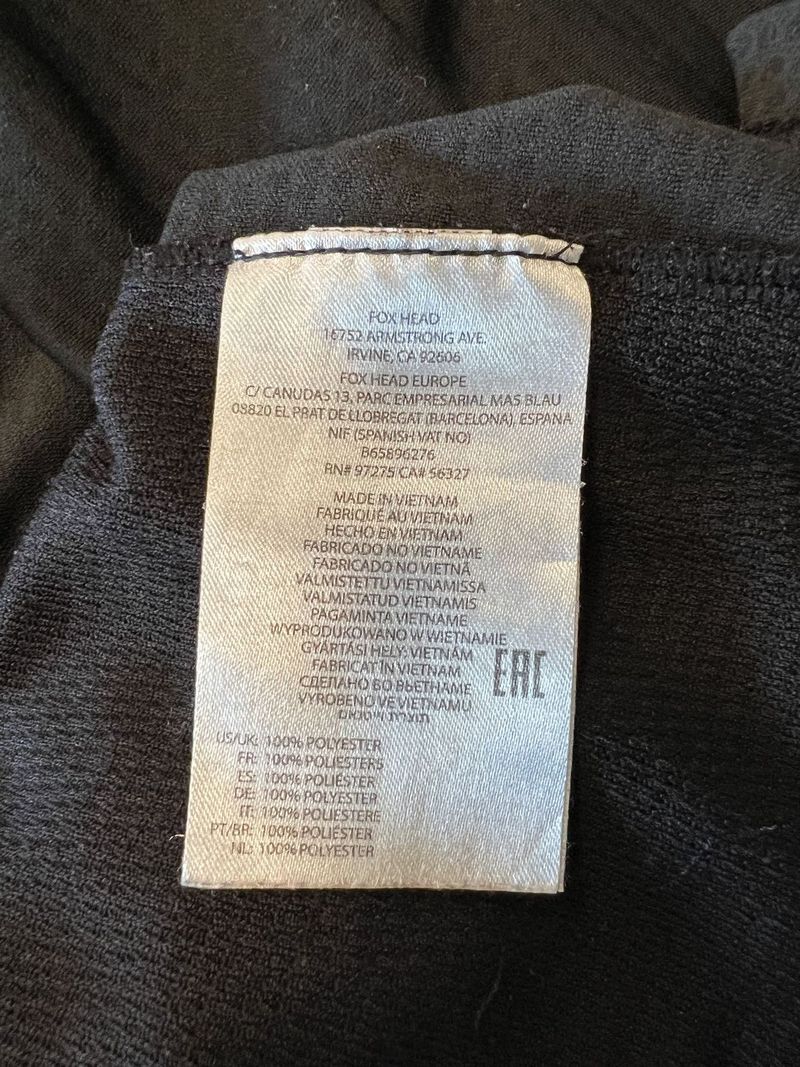 FOX HEAD
16752 ARMSTRONG AVE.
IRVINE, CA 92606
FOX HEAD EUROPE
C/ CANUDAS 13, PARC EMPRESARIAL MAS BLAU
08820 EL PRAT DE LLOBREGAT (BARCELONA), ESPANA
NIF (SPANISH VAT NO)
B65896276
RN# 97275 CA# 56327
MADE IN VIETNAM
FABRIQUÉ AU VIETNAM
HECHO EN VIETNAM
FABRICADO NO VIETNAME
FABRICADO NO VIETNÃ
VALMISTETTU VIETNAMISSA
VALMISTATUD VIETNAMIS
PAGAMINTA VIETNAME
WYPRODUKOWANO W WIETNAMIE
GYÁRTÁSI HELY: VIETNÁM
FABRICAT ÎN VIETNAM
СДЕЛАНО ВО ВЬЕТНАМЕ
VYROBENO VE VIETNAMU
תוצרת וייטנאם
EAC
US/UK: 100% POLYESTER
FR: 100% POLIESTERS
ES: 100% POLIÉSTER
DE: 100% POLYESTER
IT: 100% POLIESTERE
PT/BR: 100% POLIÉSTER
NL: 100% POLYESTER